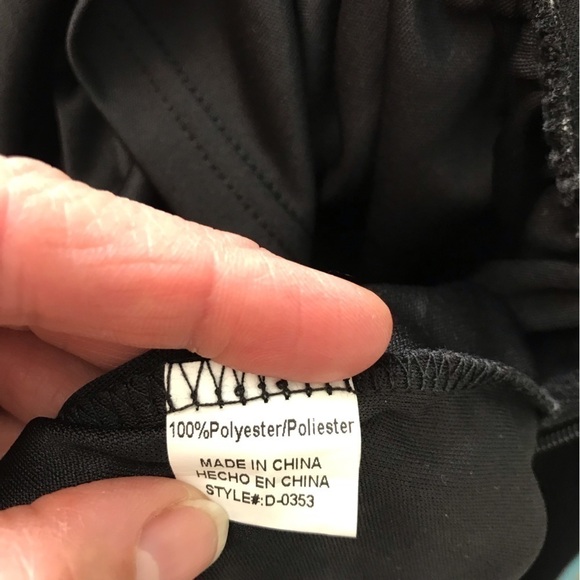 100%Polyester/Poliester
MADE IN CHINA
HECHO EN CHINA
STYLE#:D-0353